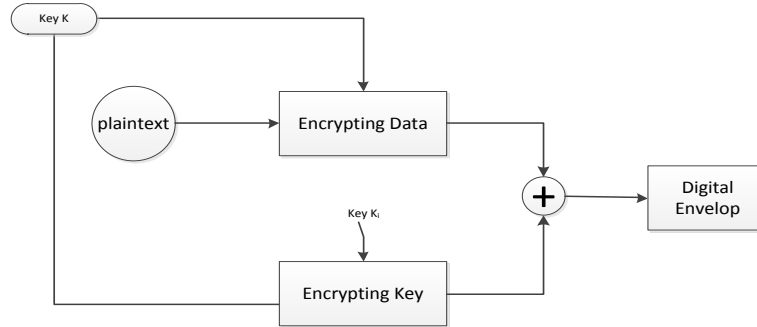 Key K
plaintext
Encrypting Data
+
Digital
Envelop
Key Kᵢ
Encrypting Key